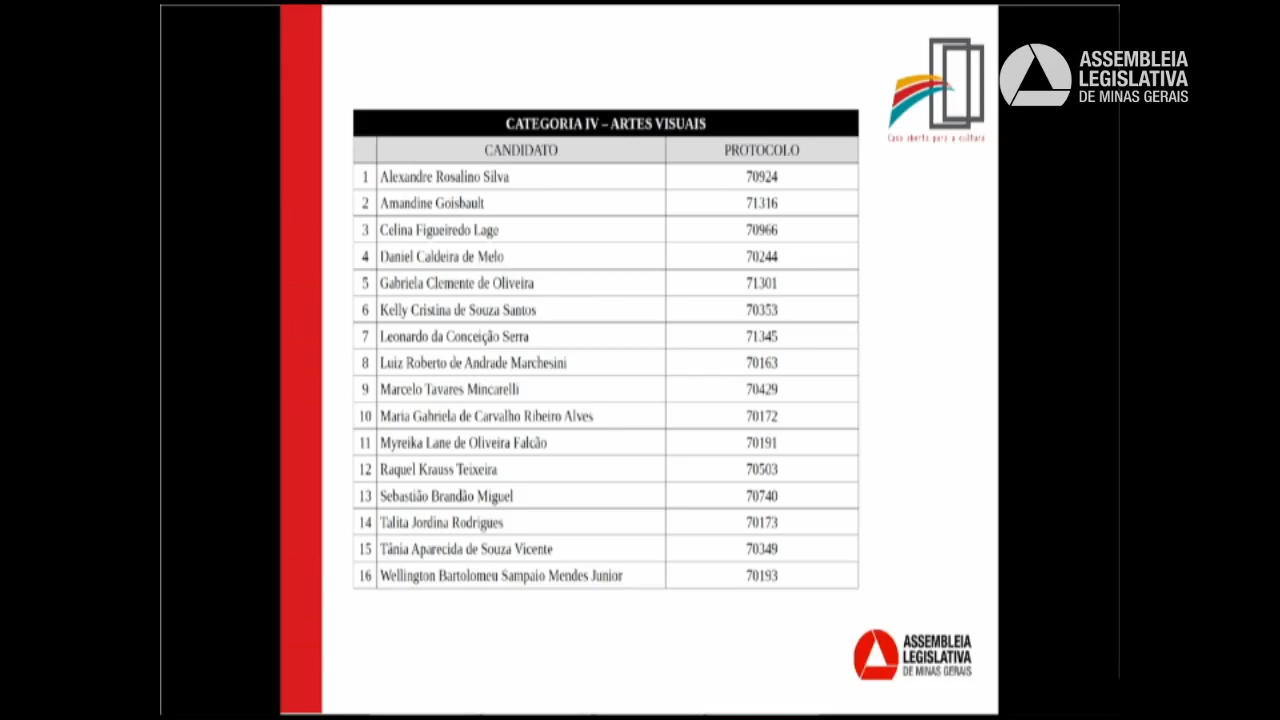 ASSEMBLEIA
LEGISLATIVA
DE MINAS GERAIS
Casa aberta para a cultura
CATEGORIA IV – ARTES VISUAIS
CANDIDATO PROTOCOLO
1 Alexandre Rosalino Silva 70924
2 Amandine Goisbault 71316
3 Celina Figueiredo Lage 70966
4 Daniel Caldeira de Melo 70244
5 Gabriela Clemente de Oliveira 71301
6 Kelly Cristina de Souza Santos 70353
7 Leonardo da Conceição Serra 71345
8 Luiz Roberto de Andrade Marchesini 70163
9 Marcelo Tavares Mincarelli 70429
10 Maria Gabriela de Carvalho Ribeiro Alves 70172
11 Myreika Lane de Oliveira Falcão 70191
12 Raquel Krauss Teixeira 70503
13 Sebastião Brandão Miguel 70740
14 Talita Jordina Rodrigues 70173
15 Tânia Aparecida de Souza Vicente 70349
16 Wellington Bartolomeu Sampaio Mendes Junior 70193
ASSEMBLEIA
LEGISLATIVA
DE MINAS GERAIS